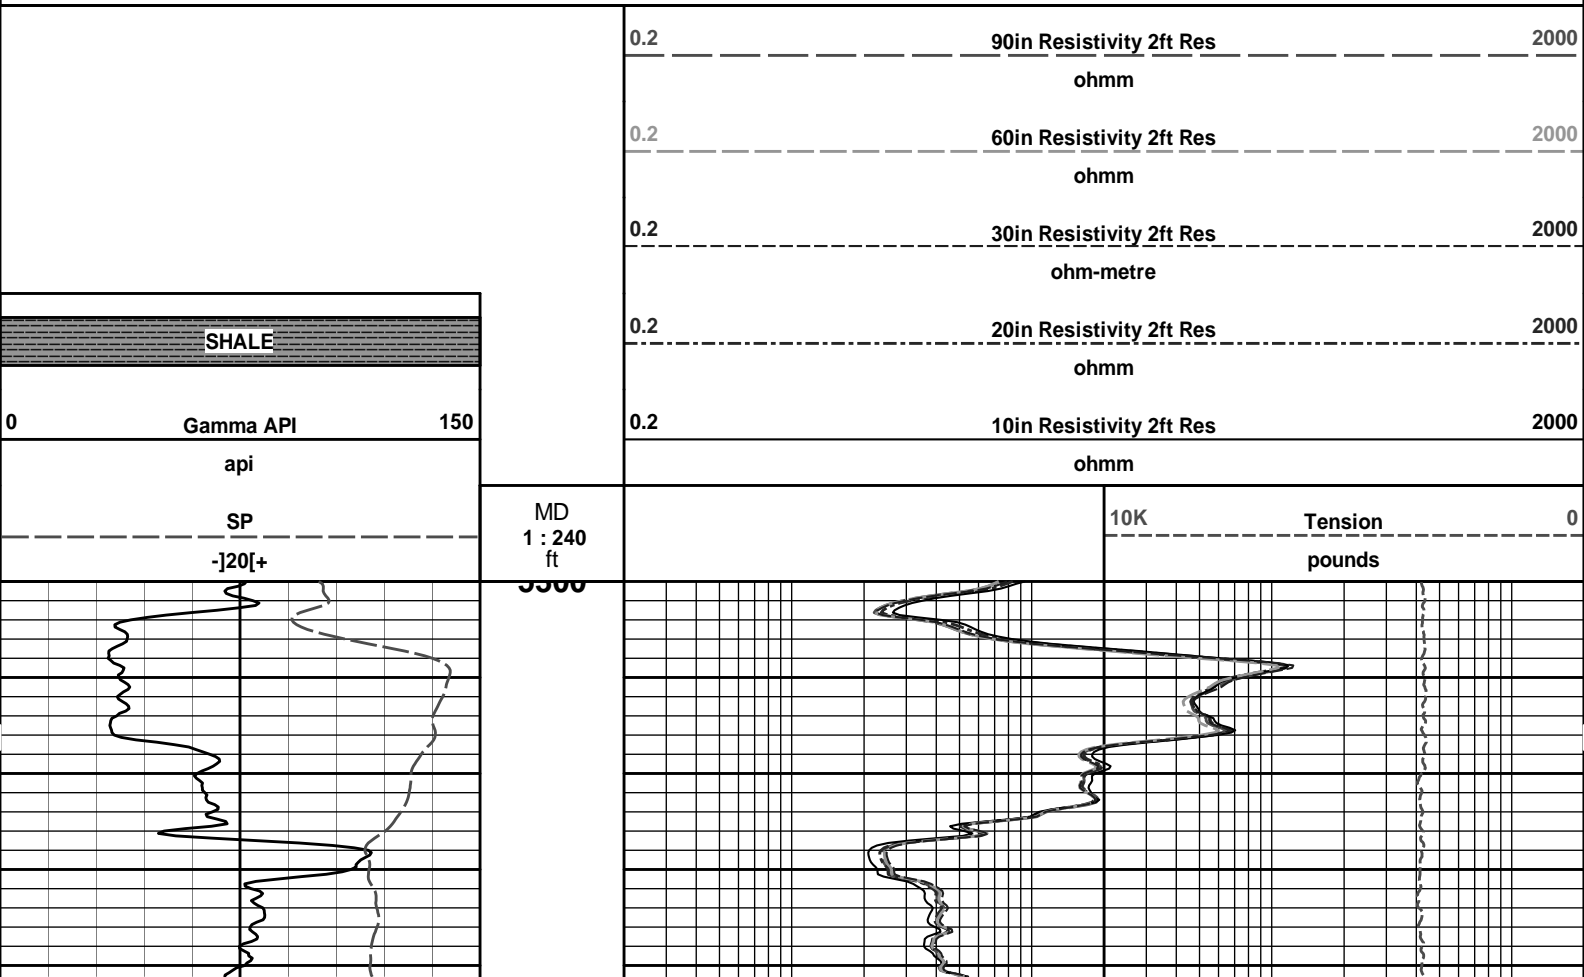 0.2 90in Resistivity 2ft Res 2000
ohmm
0.2 60in Resistivity 2ft Res 2000
ohmm
0.2 30in Resistivity 2ft Res 2000
ohm-metre
SHALE
0.2 20in Resistivity 2ft Res 2000
ohmm
0 Gamma API 150
api
0.2 10in Resistivity 2ft Res 2000
ohmm
SP
-]20[+
MD
1 : 240
ft
10K Tension 0
pounds